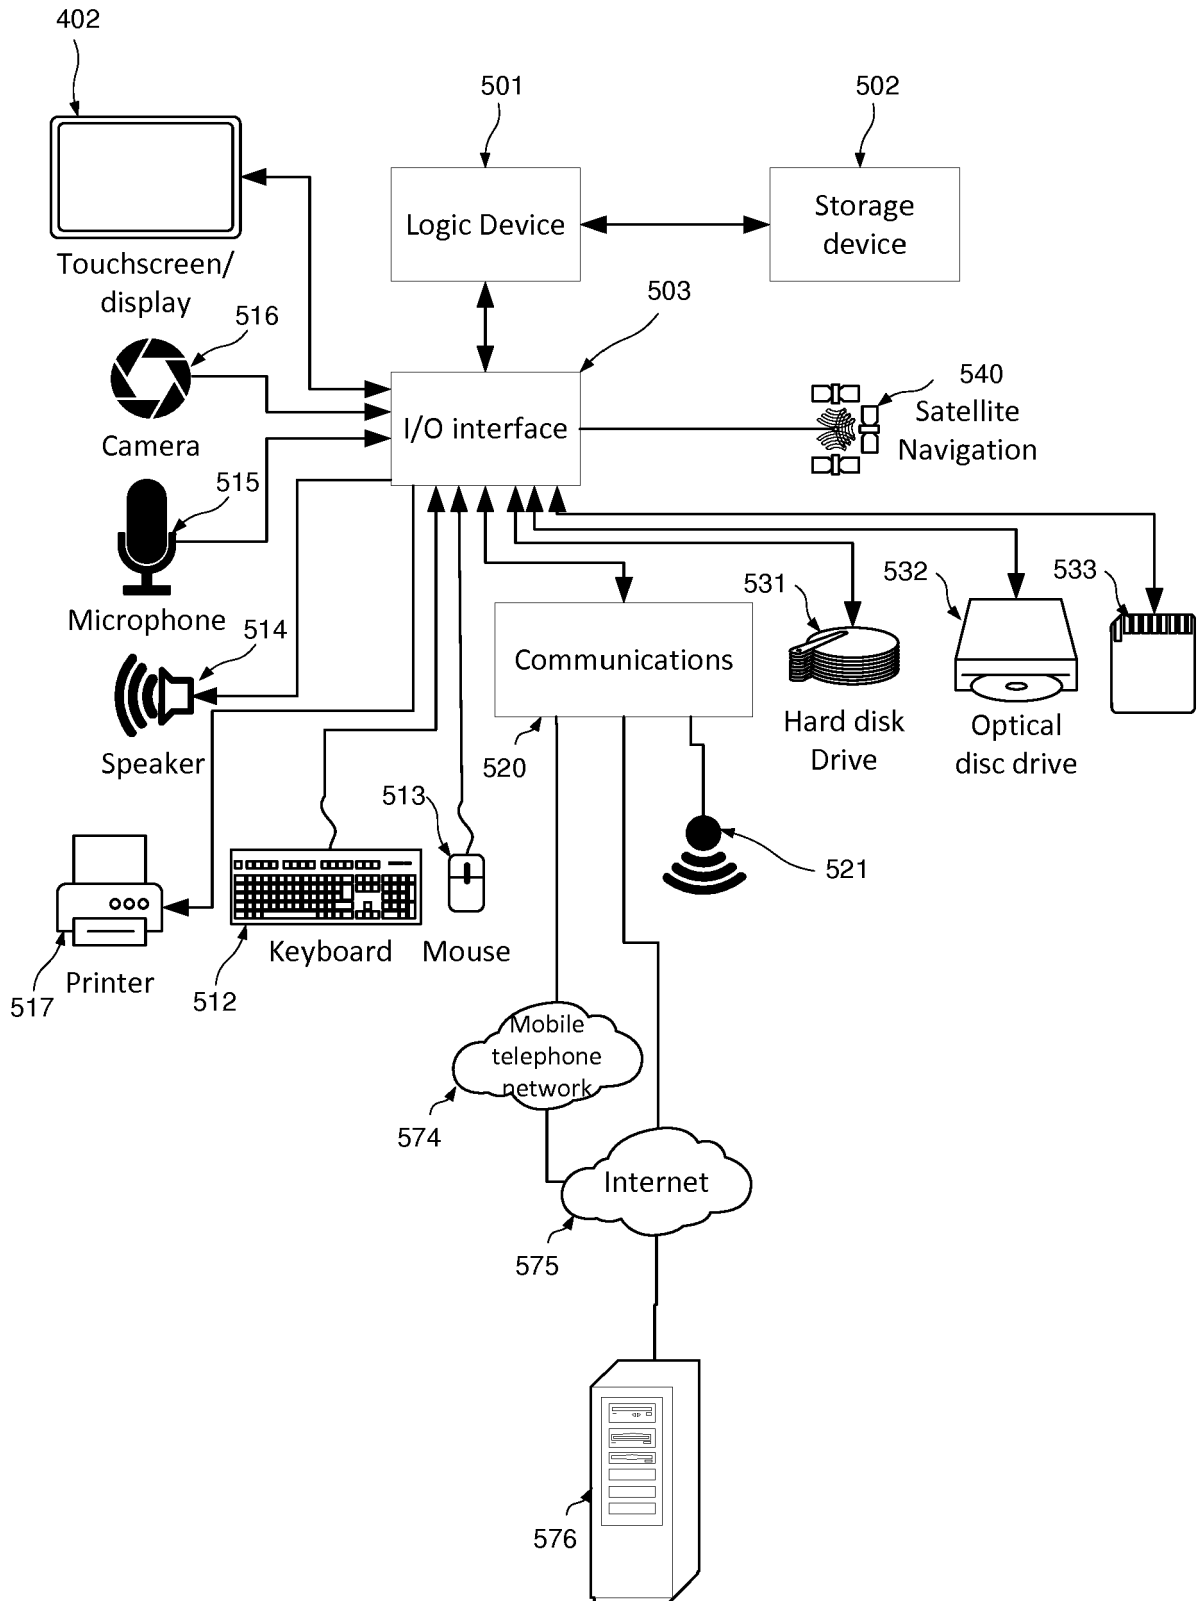 402
501
502
Logic Device
Storage
device
Touchscreen/
display
503
516
I/O interface
540
Satellite
Navigation
Camera
515
Microphone
514
Speaker
Communications
520
531
Hard disk
Drive
532
Optical
disc drive
533
513
521
517
Printer
512
Keyboard
Mouse
Mobile
telephone
network
574
Internet
575
576